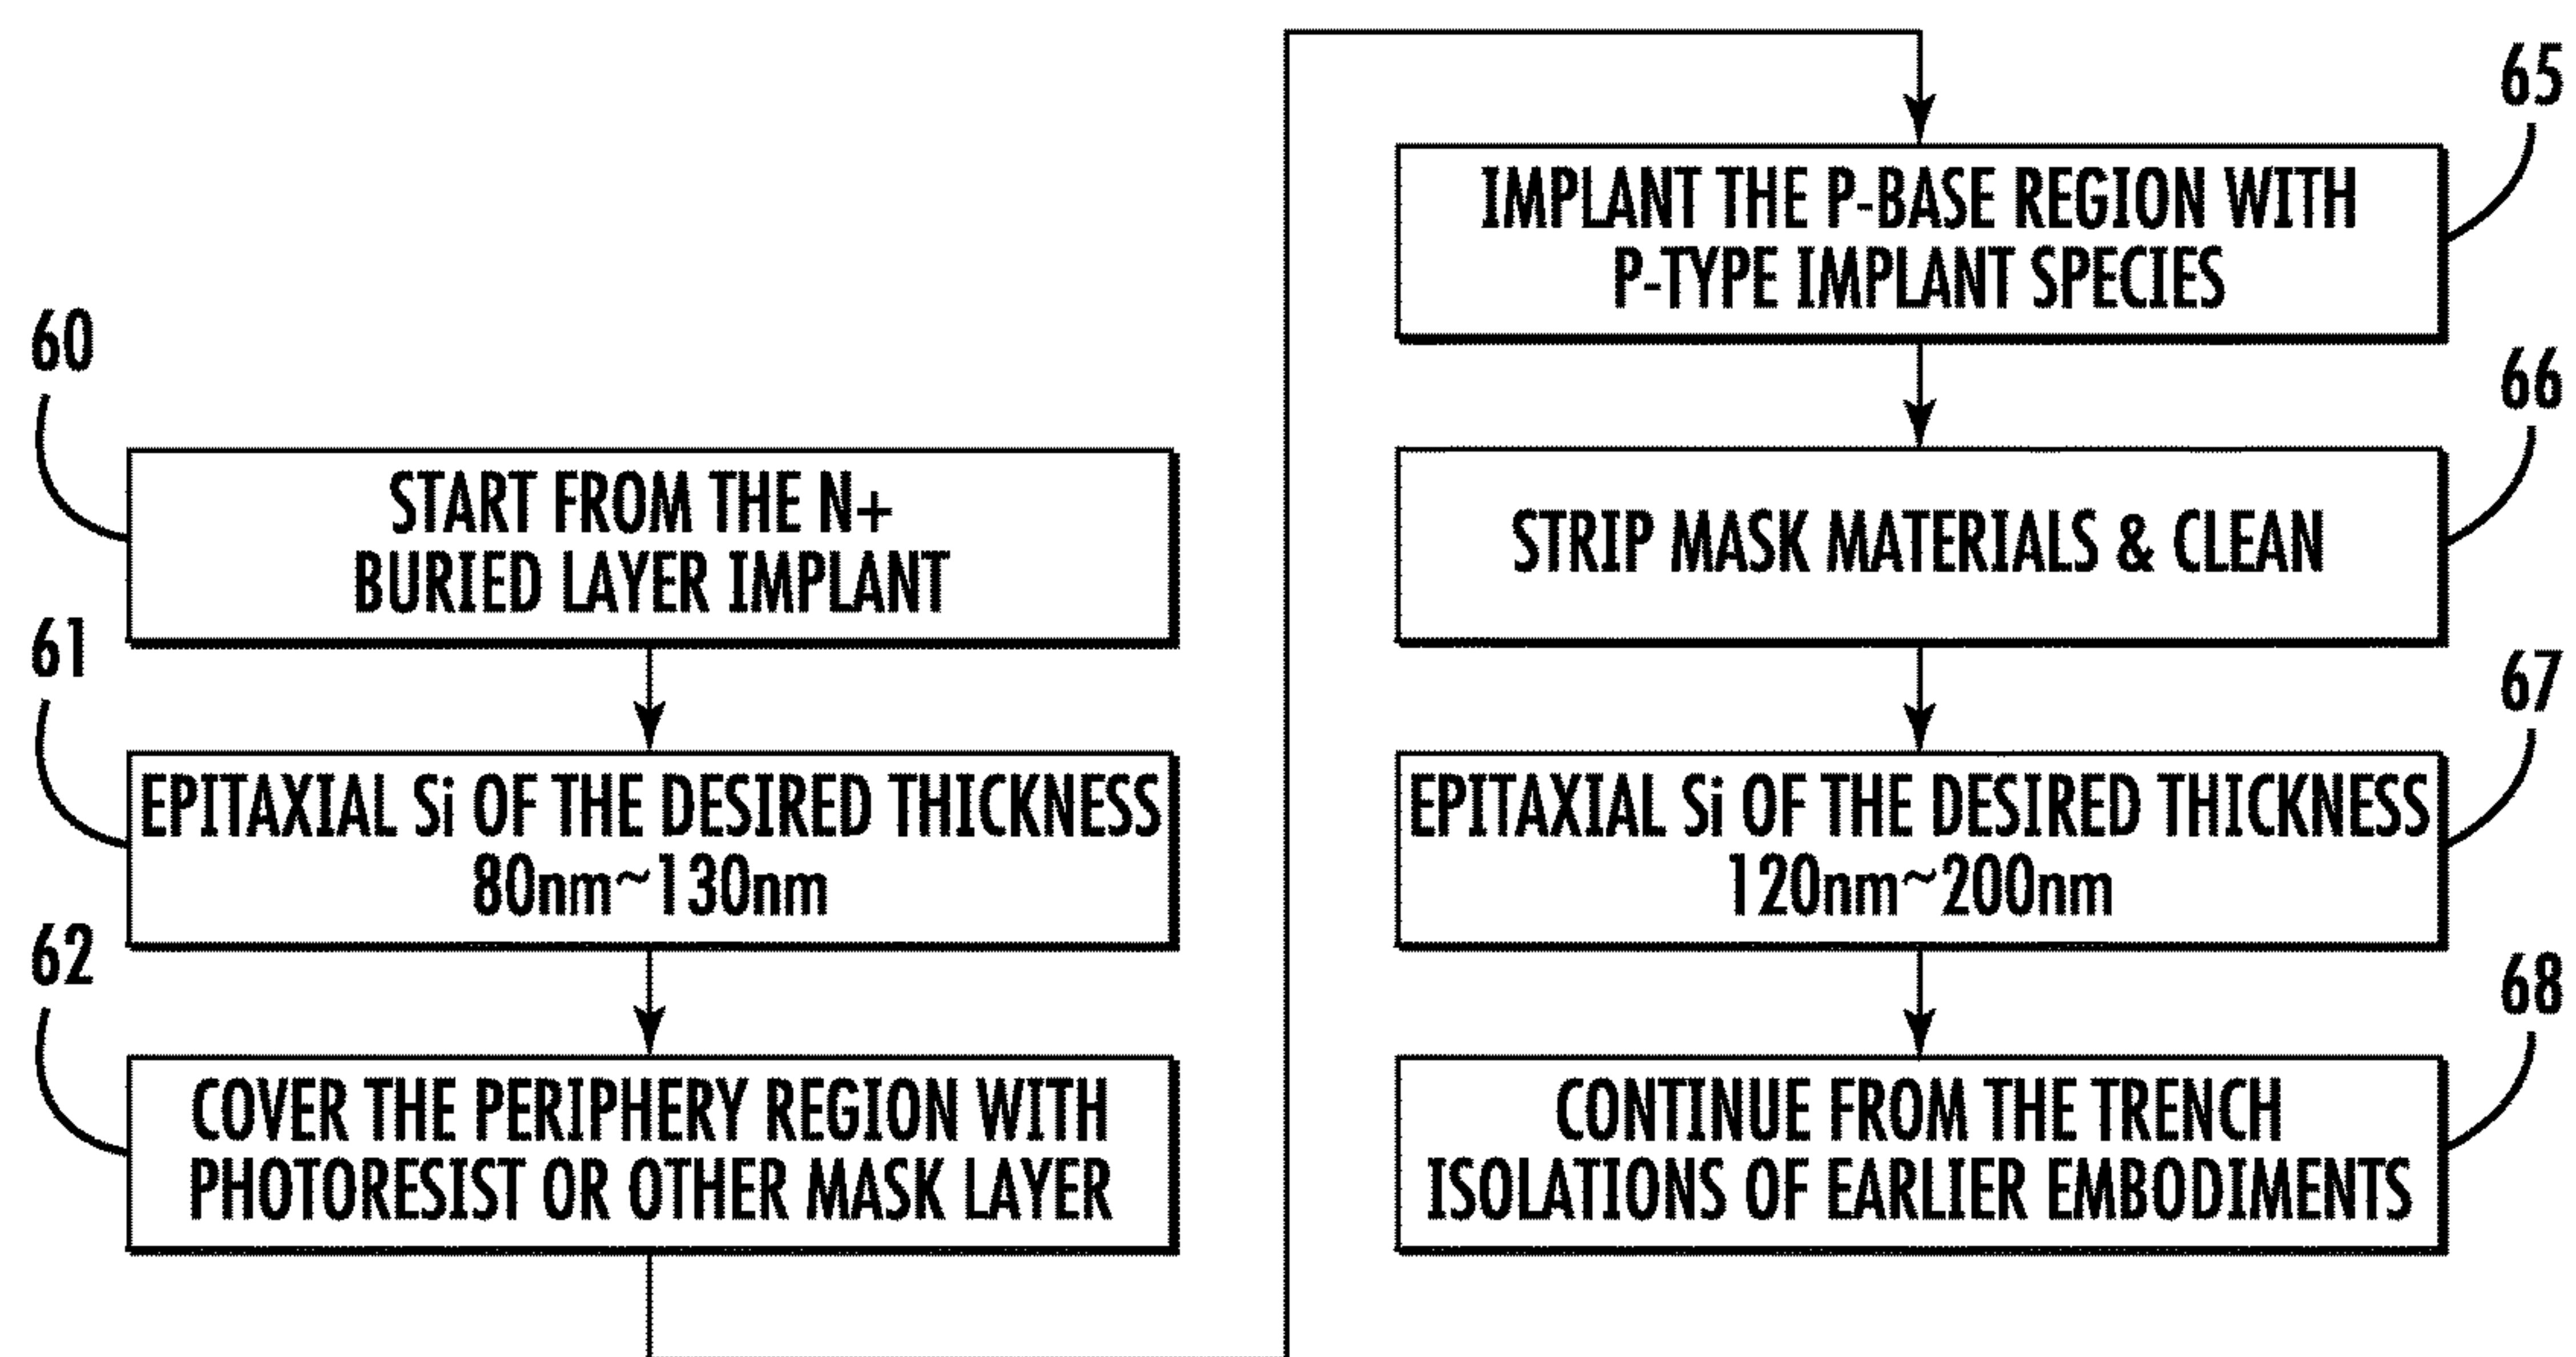 60
START FROM THE N+
BURIED LAYER IMPLANT
61
EPITAXIAL Si OF THE DESIRED THICKNESS
80nm~130nm
62
COVER THE PERIPHERY REGION WITH
PHOTORESIST OR OTHER MASK LAYER
65
IMPLANT THE P-BASE REGION WITH
P-TYPE IMPLANT SPECIES
66
STRIP MASK MATERIALS & CLEAN
67
EPITAXIAL Si OF THE DESIRED THICKNESS
120nm~200nm
68
CONTINUE FROM THE TRENCH
ISOLATIONS OF EARLIER EMBODIMENTS